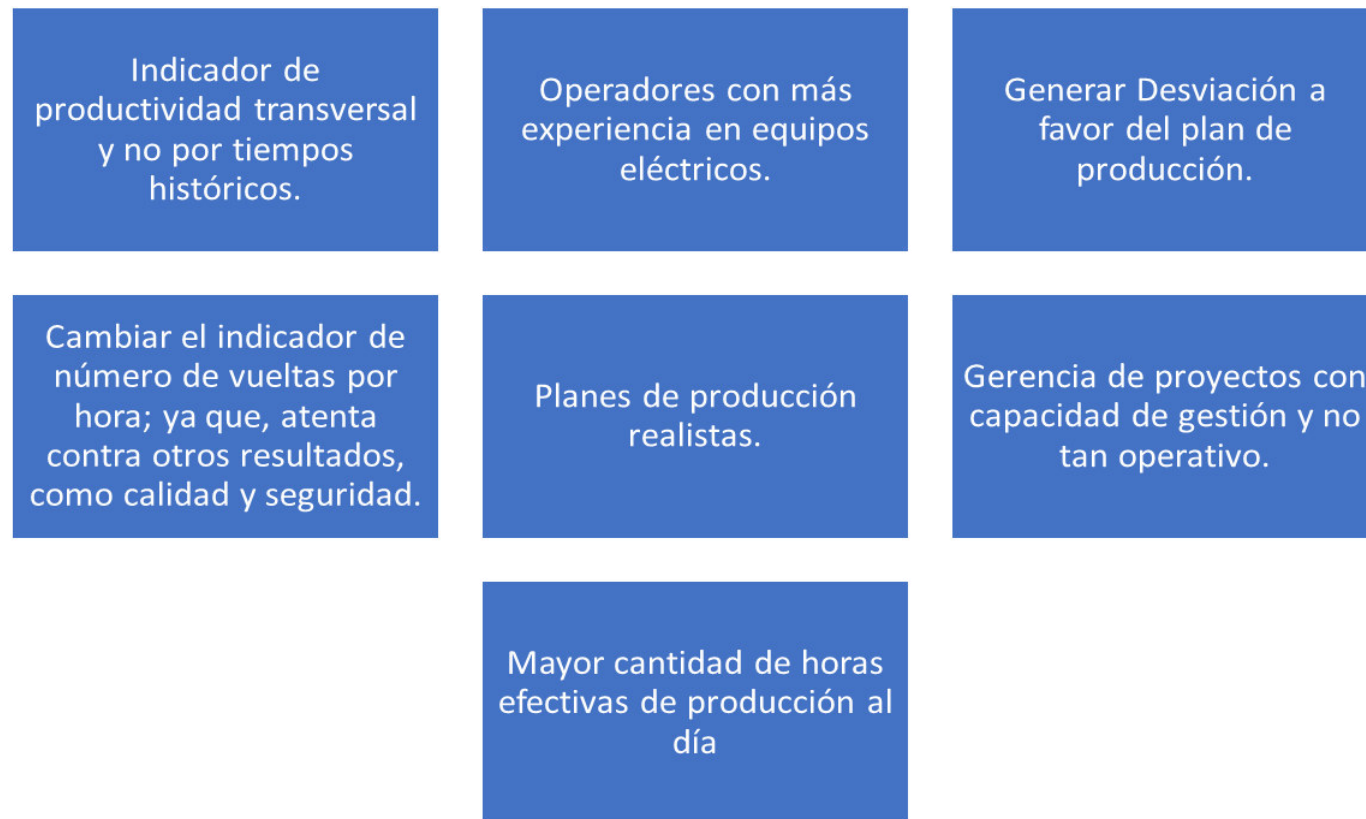 Indicador de
productividad transversal
y no por tiempos
históricos.
Operadores con más
experiencia en equipos
eléctricos.
Generar Desviación a
favor del plan de
producción.
Cambiar el indicador de
número de vueltas por
hora; ya que, atenta
contra otros resultados,
como calidad y seguridad.
Planes de producción
realistas.
Gerencia de proyectos con
capacidad de gestión y no
tan operativo.
Mayor cantidad de horas
efectivas de producción al
día